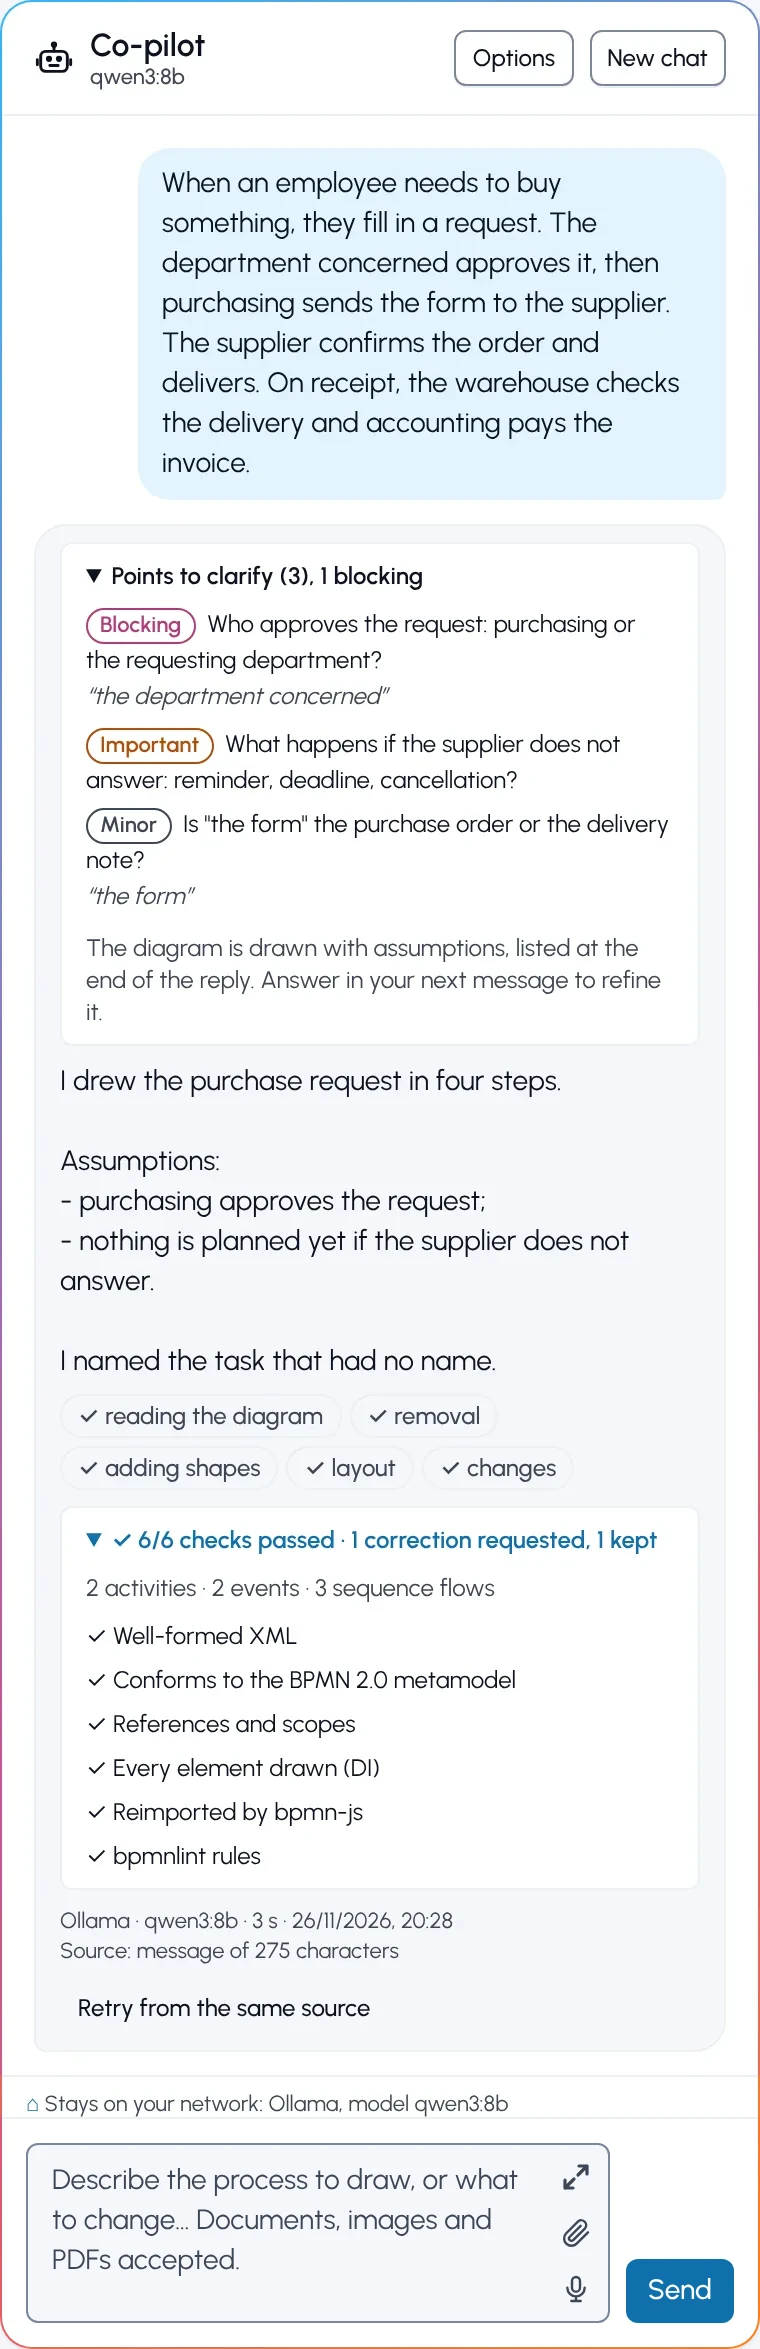 Co-pilot
qwen3:8b
Options
New chat
When an employee needs to buy
something, they fill in a request. The
department concerned approves it, then
purchasing sends the form to the supplier.
The supplier confirms the order and
delivers. On receipt, the warehouse checks
the delivery and accounting pays the
invoice.
▼ Points to clarify (3), 1 blocking
Blocking Who approves the request: purchasing or
the requesting department?
“the department concerned”
Important What happens if the supplier does not
answer: reminder, deadline, cancellation?
Minor Is "the form" the purchase order or the delivery
note?
“the form”
The diagram is drawn with assumptions, listed at the
end of the reply. Answer in your next message to refine
it.
I drew the purchase request in four steps.
Assumptions:
- purchasing approves the request;
- nothing is planned yet if the supplier does not
answer.
I named the task that had no name.
✓ reading the diagram ✓ removal
✓ adding shapes ✓ layout ✓ changes
▼ ✓ 6/6 checks passed · 1 correction requested, 1 kept
2 activities · 2 events · 3 sequence flows
✓ Well-formed XML
✓ Conforms to the BPMN 2.0 metamodel
✓ References and scopes
✓ Every element drawn (DI)
✓ Reimported by bpmn-js
✓ bpmnlint rules
Ollama · qwen3:8b · 3 s · 26/11/2026, 20:28
Source: message of 275 characters
Retry from the same source
⌂ Stays on your network: Ollama, model qwen3:8b
Describe the process to draw, or what
to change... Documents, images and
PDFs accepted.
Send